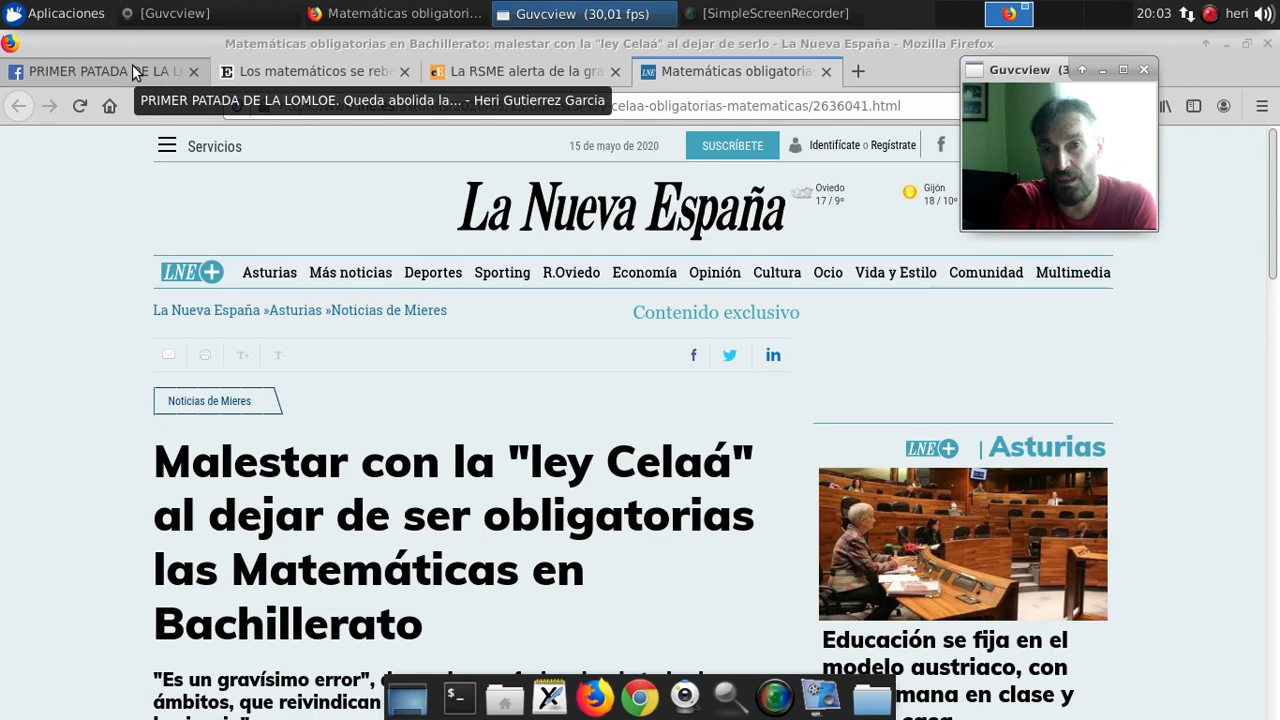 Aplicaciones
[Guvcview]
Matemáticas obligatori...
Guvcview (30,01 fps)
[SimpleScreenRecorder]
20:03
heri
Matemáticas obligatorias en Bachillerato: malestar con la "ley Celaá" al dejar de serlo - La Nueva España - Mozilla Firefox
PRIMER PATADA DE LA L
Los matemáticos se rebe
La RSME alerta de la gra
Matemáticas obligatoria
Guvcview (3
PRIMER PATADA DE LA LOMLOE. Queda abolida la... - Heri Gutierrez Garcia
celaa-obligatorias-matematicas/2636041.html
Servicios
15 de mayo de 2020
SUSCRÍBETE
Identifícate o Regístrate
La Nueva España
Oviedo
17 / 9º
Gijón
18 / 10º
LNE+
Asturias Más noticias Deportes Sporting R.Oviedo Economía Opinión Cultura Ocio Vida y Estilo Comunidad Multimedia
La Nueva España »Asturias »Noticias de Mieres
Contenido exclusivo
T+
T-
Noticias de Mieres
Malestar con la "ley Celaá"
al dejar de ser obligatorias
las Matemáticas en
Bachillerato
"Es un gravísimo error",
ámbitos, que reivindican
LNE+ | Asturias
Educación se fija en el
modelo austriaco, con
en clase y
casa